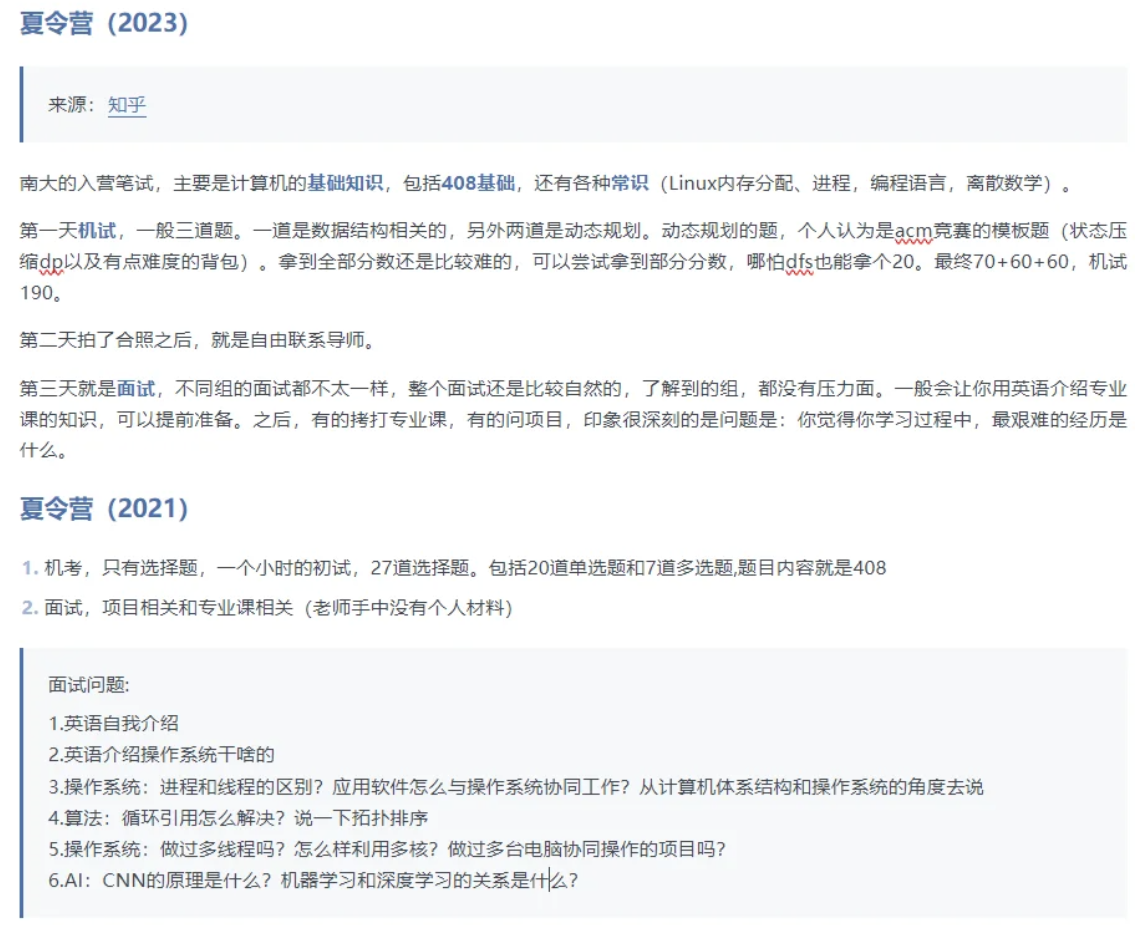 夏令营（2023）
来源：知乎
南大的入营笔试，主要是计算机的基础知识，包括408基础，还有各种常识（Linux内存分配、进程，编程语言，离散数学）。
第一天机试，一般三道题。一道是数据结构相关的，另外两道是动态规划。动态规划的题，个人认为是acm竞赛的模板题（状态压
缩dp以及有点难度的背包）。拿到全部分数还是比较难的，可以尝试拿到部分分数，哪怕dfs也能拿个20。最终70+60+60，机试
190。
第二天拍了合照之后，就是自由联系导师。
第三天就是面试，不同组的面试都不太一样，整个面试还是比较自然的，了解到的组，都没有压力面。一般会让你用英语介绍专业
课的知识，可以提前准备。之后，有的拷打专业课，有的问项目，印象很深刻的是问题是：你觉得你学习过程中，最艰难的经历是
什么。
夏令营（2021）
1. 机考，只有选择题，一个小时的初试，27道选择题。包括20道单选题和7道多选题,题目内容就是408
2. 面试，项目相关和专业课相关（老师手中没有个人材料）
面试问题:
1.英语自我介绍
2.英语介绍操作系统干啥的
3.操作系统：进程和线程的区别？应用软件怎么与操作系统协同工作？从计算机体系结构和操作系统的角度去说
4.算法：循环引用怎么解决？说一下拓扑排序
5.操作系统：做过多线程吗？怎么样利用多核？做过多台电脑协同操作的项目吗？
6.AI：CNN的原理是什么？机器学习和深度学习的关系是什么？